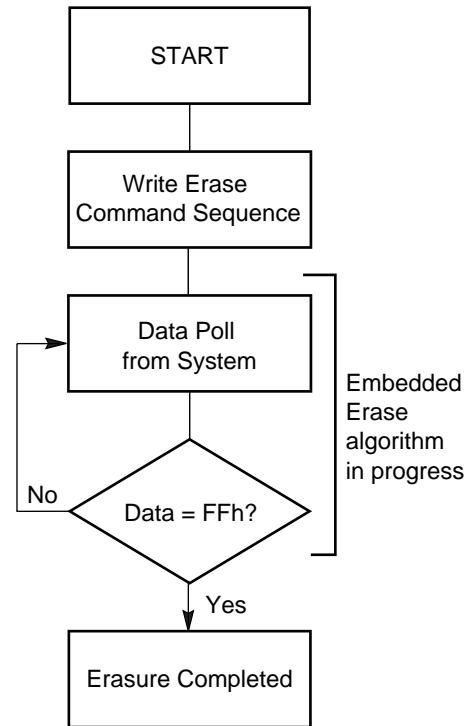 START
Write Erase
Command Sequence
Data Poll
from System
Embedded
Erase
algorithm
in progress
No
Data = FFh?
Yes
Erasure Completed